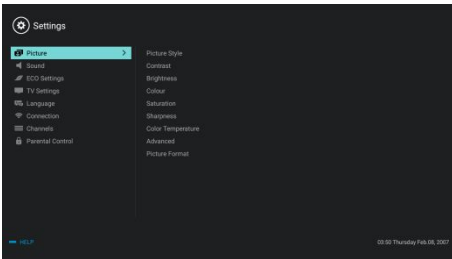 Settings
Picture
Sound
ECO Settings
TV Settings
Language
Connection
Channels
Parental Control
Picture Style
Contrast
Brightness
Colour
Saturation
Sharpness
Color Temperature
Advanced
Picture Format
HELP
03:50 Thursday Feb.08, 2007